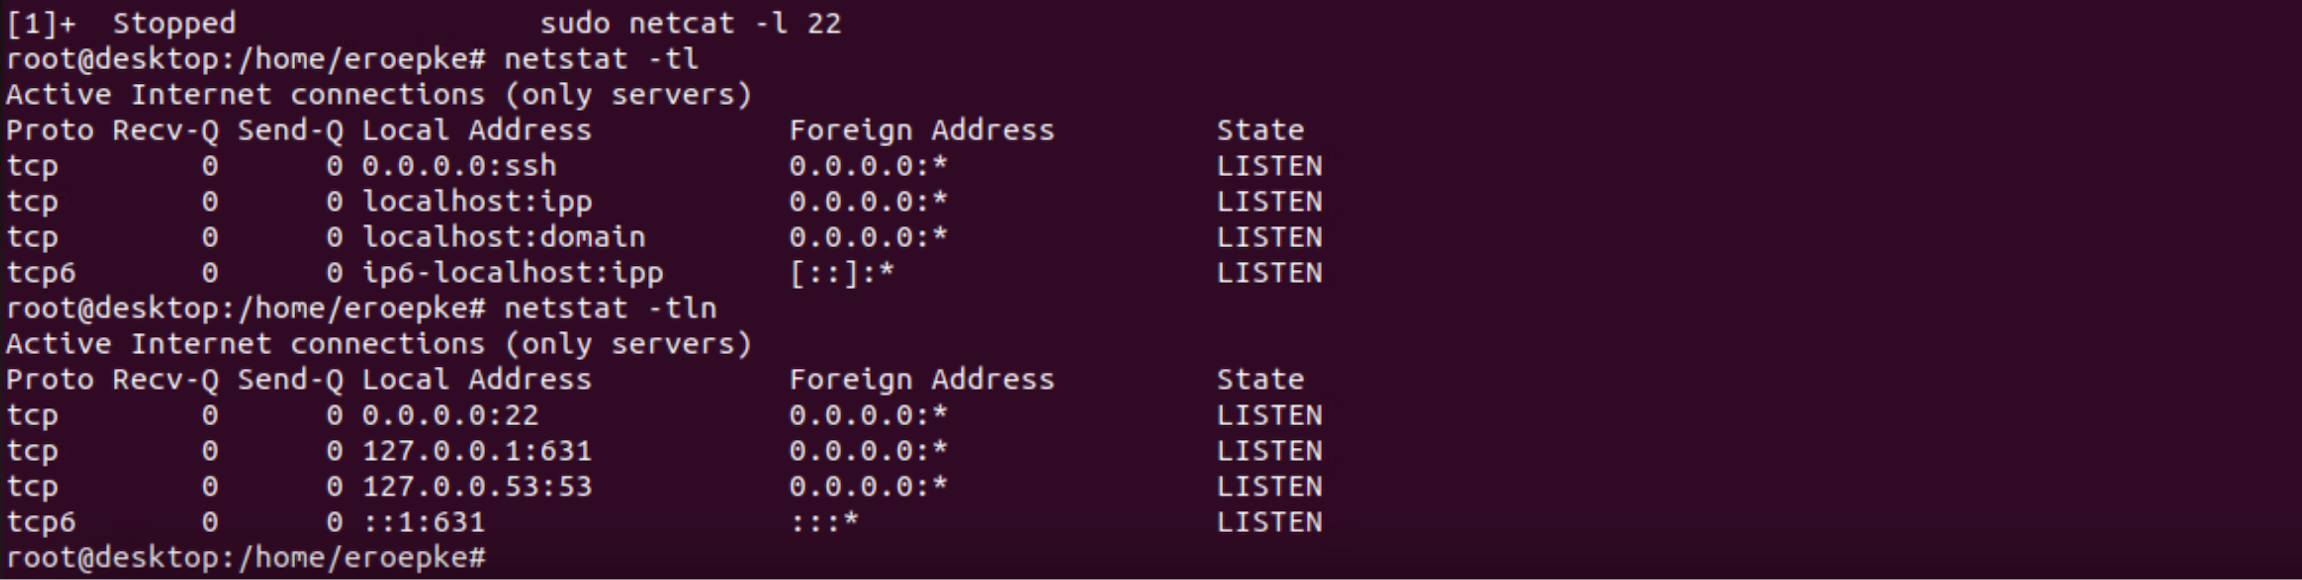 [1]+  Stopped                 sudo netcat -l 22
root@desktop:/home/eroepke# netstat -tl
Active Internet connections (only servers)
Proto Recv-Q Send-Q Local Address           Foreign Address         State
tcp        0      0 0.0.0.0:ssh             0.0.0.0:*               LISTEN
tcp        0      0 localhost:ipp           0.0.0.0:*               LISTEN
tcp        0      0 localhost:domain        0.0.0.0:*               LISTEN
tcp6       0      0 ip6-localhost:ipp       [::]:*                  LISTEN
root@desktop:/home/eroepke# netstat -tln
Active Internet connections (only servers)
Proto Recv-Q Send-Q Local Address           Foreign Address         State
tcp        0      0 0.0.0.0:22              0.0.0.0:*               LISTEN
tcp        0      0 127.0.0.1:631           0.0.0.0:*               LISTEN
tcp        0      0 127.0.0.53:53           0.0.0.0:*               LISTEN
tcp6       0      0 ::1:631                 :::*                    LISTEN
root@desktop:/home/eroepke#